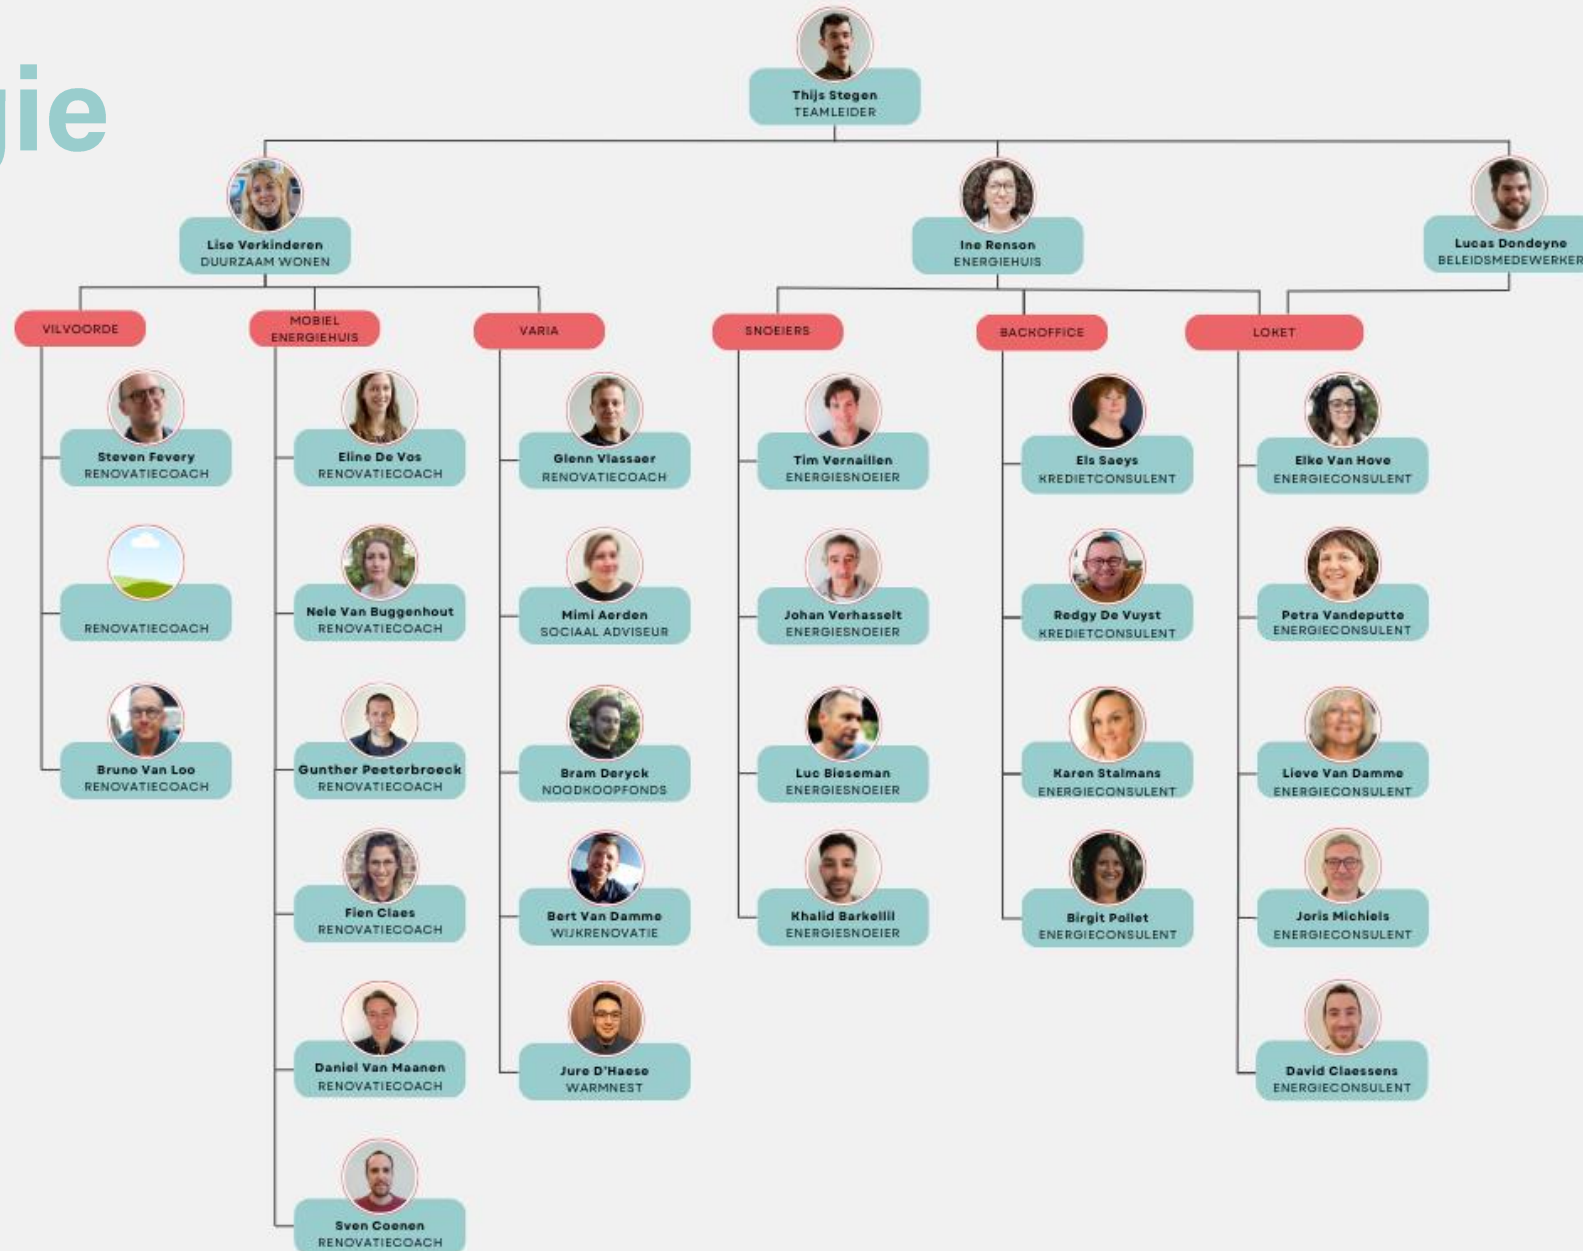 gie
Thijs Stegen
TEAMLEIDER
Lise Verkinderen
DUURZAAM WONEN
Ine Renson
ENERGIEHUIS
Lucas Dondeyne
BELEIDSMEDEWERKER
VILVOORDE
MOBIEL
ENERGIEHUIS
VARIA
SNOEIERS
BACKOFFICE
LOKET
Steven Fevery
RENOVATIECOACH
RENOVATIECOACH
Bruno Van Loo
RENOVATIECOACH
Eline De Vos
RENOVATIECOACH
Nele Van Buggenhout
RENOVATIECOACH
Gunther Peeterbroeck
RENOVATIECOACH
Fien Claes
RENOVATIECOACH
Daniel Van Maanen
RENOVATIECOACH
Sven Coenen
RENOVATIECOACH
Glenn Vlassaer
RENOVATIECOACH
Mimi Aerden
SOCIAAL ADVISEUR
Bram Deryck
NOODKOOPFONDS
Bert Van Damme
WIJKRENOVATIE
Jure D'Haese
WARMNEST
Tim Vernaillen
ENERGIESNOEIER
Johan Verhasselt
ENERGIESNOEIER
Luc Bieseman
ENERGIESNOEIER
Khalid Barkellil
ENERGIESNOEIER
Els Saeys
KREDIETCONSULENT
Redgy De Vuyst
KREDIETCONSULENT
Karen Stalmans
ENERGIECONSULENT
Birgit Pollet
ENERGIECONSULENT
Elke Van Hove
ENERGIECONSULENT
Petra Vandeputte
ENERGIECONSULENT
Lieve Van Damme
ENERGIECONSULENT
Joris Michiels
ENERGIECONSULENT
David Claessens
ENERGIECONSULENT